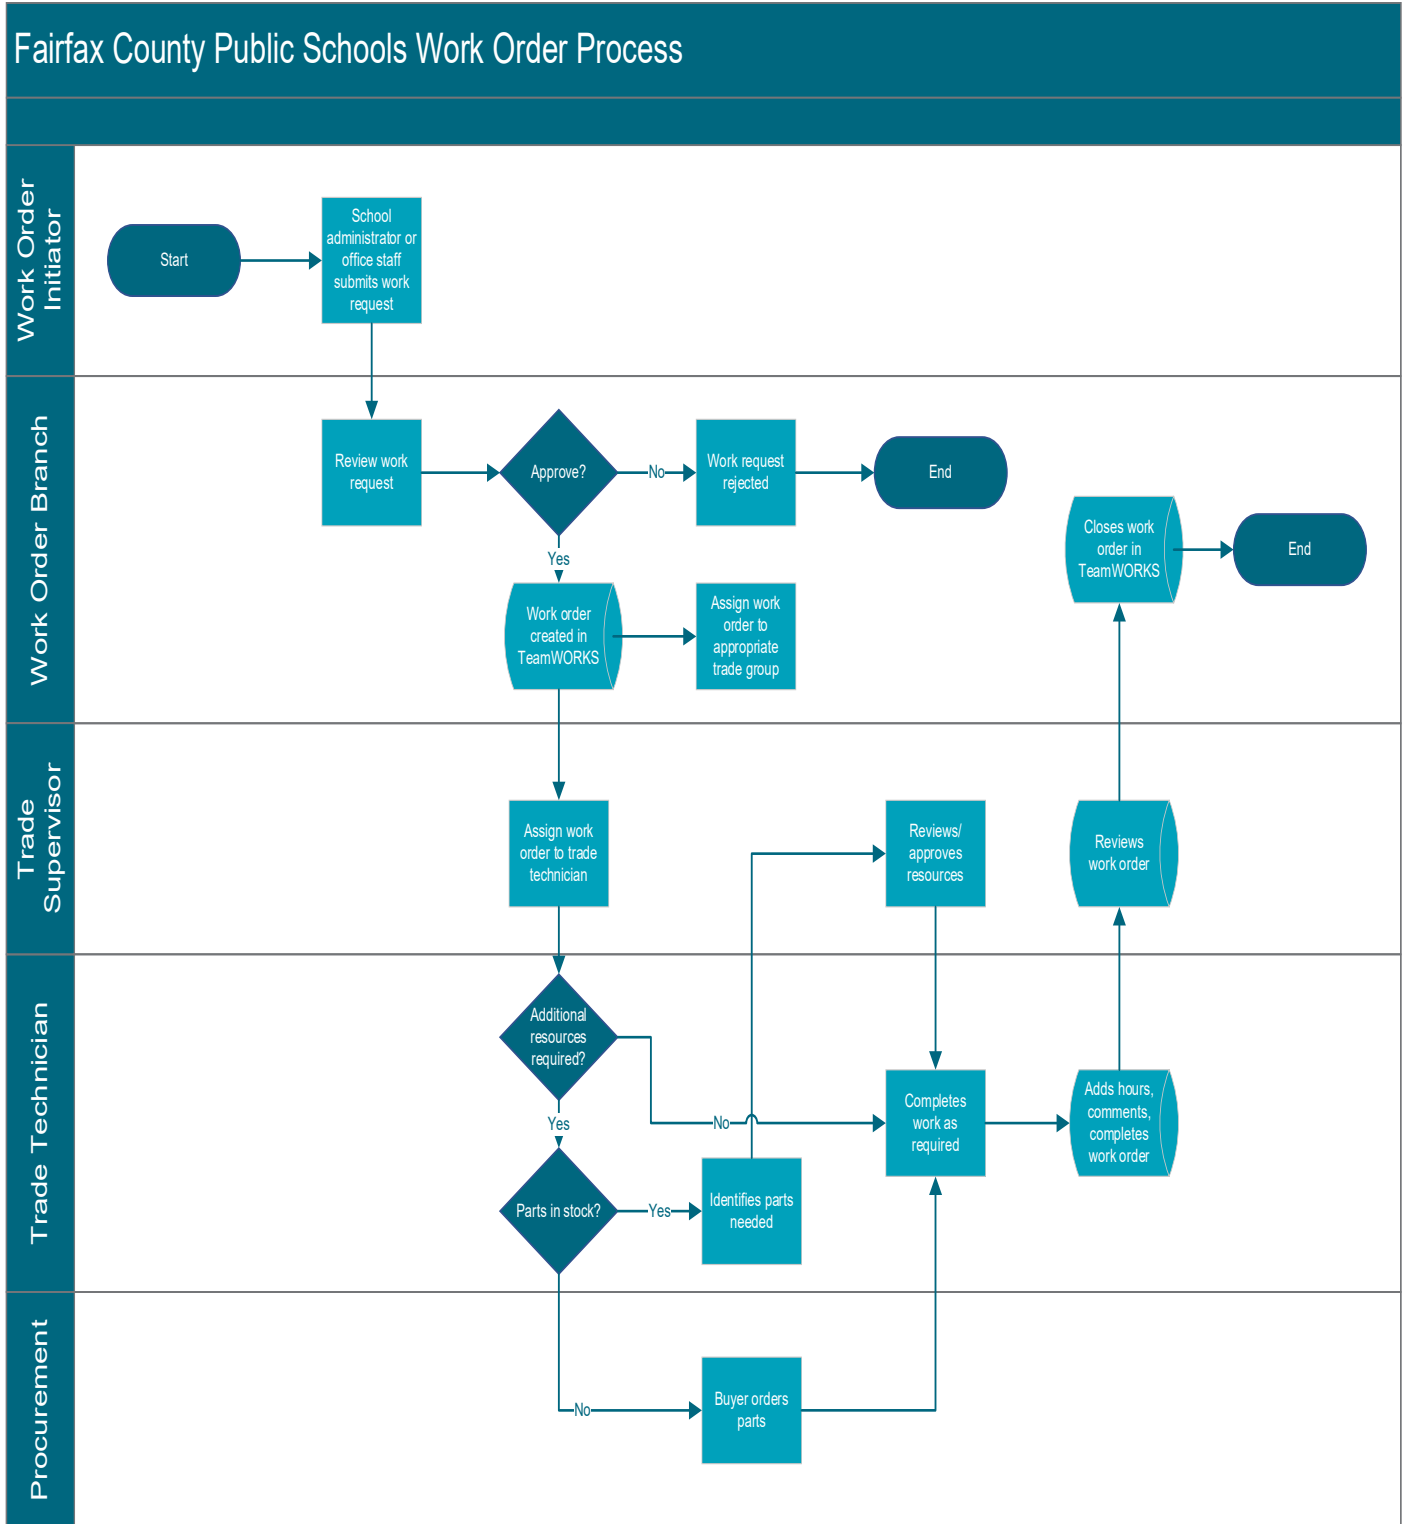 Fairfax County Public Schools Work Order Process
Work Order
Initiator
Start
School
administrator or
office staff
submits work
request
Work Order Branch
Review work
request
Approve?
No
Work request
rejected
End
Yes
Work order
created in
TeamWORKS
Assign work
order to
appropriate
trade group
Closes work
order in
TeamWORKS
End
Trade
Supervisor
Assign work
order to trade
technician
Reviews/
approves
resources
Reviews
work order
Trade Technician
Additional
resources
required?
No
Yes
Completes
work as
required
Adds hours,
comments,
completes
work order
Parts in stock?
Yes
Identifies parts
needed
Procurement
No
Buyer orders
parts